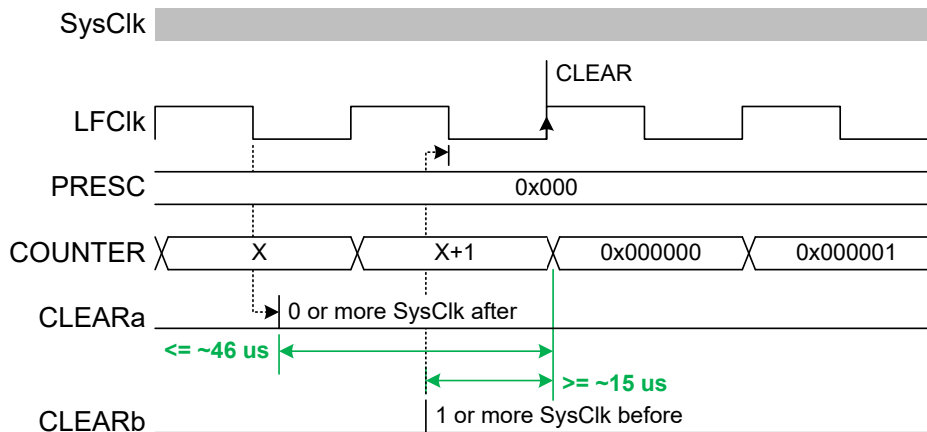 SysClk
CLEAR
LFClk
PRESC
0x000
COUNTER
X
X+1
0x000000
0x000001
CLEARa
0 or more SysClk after
<= ~46 us
>= ~15 us
CLEARb
1 or more SysClk before